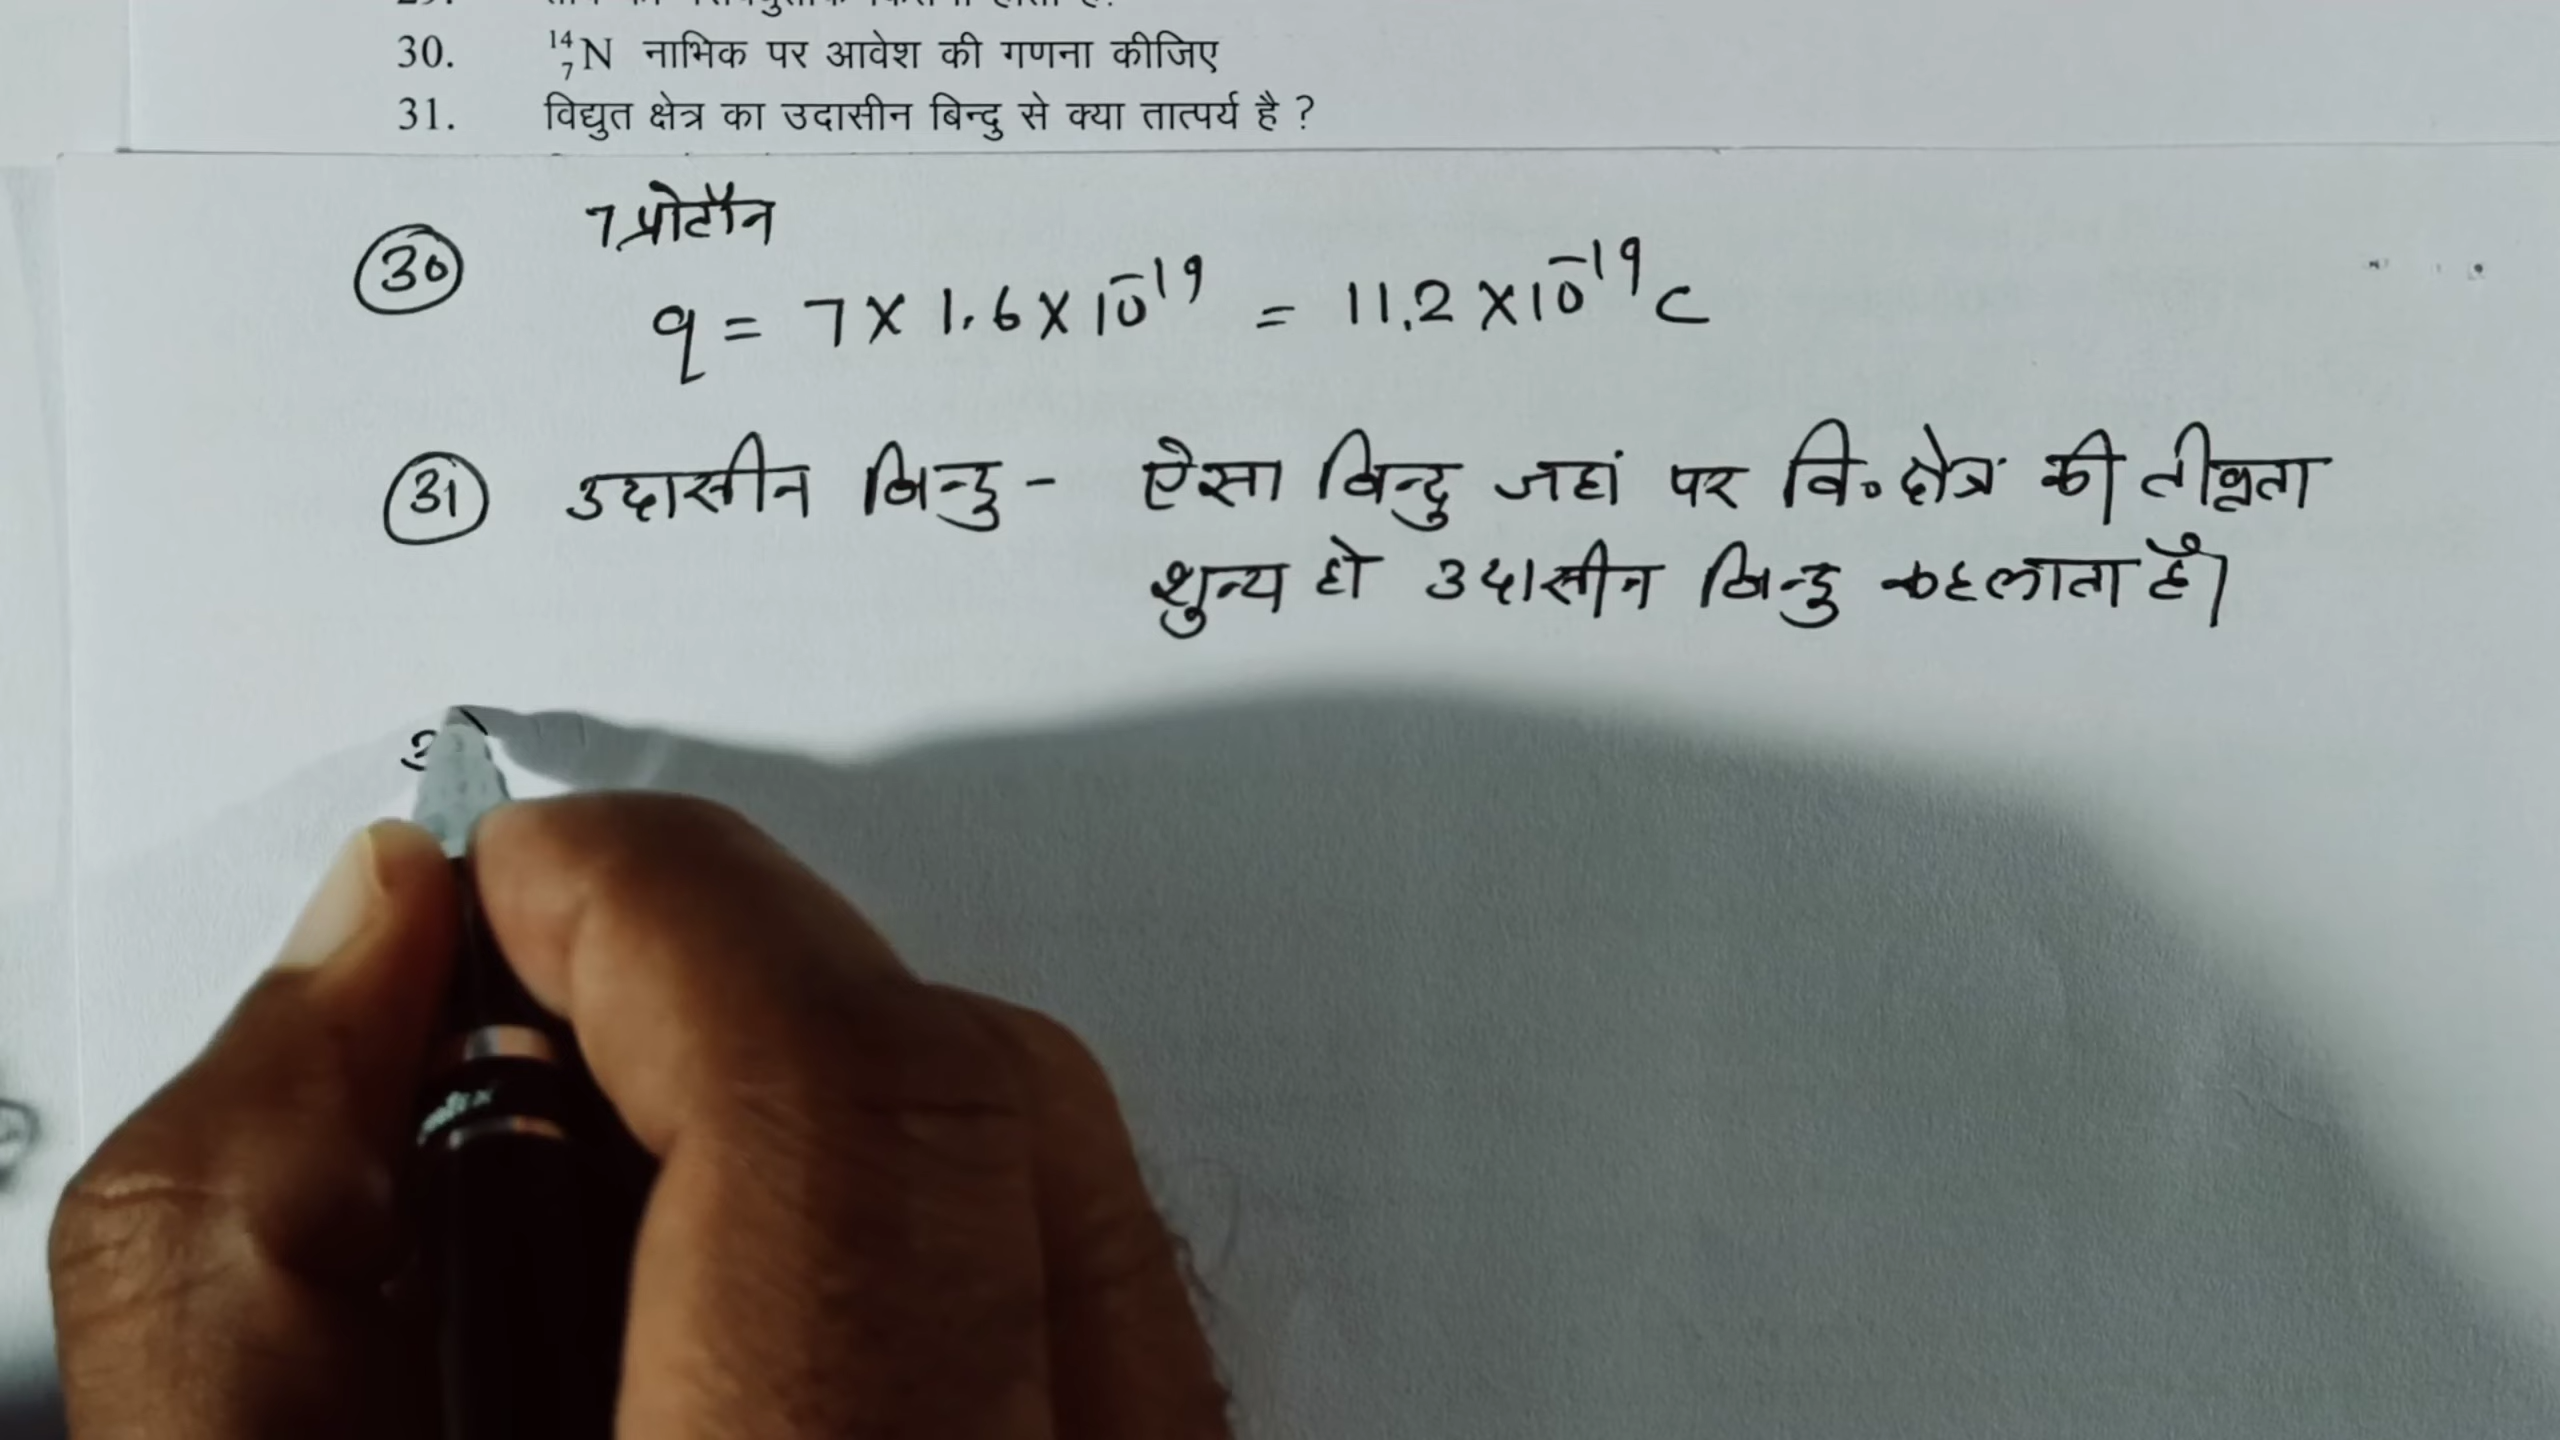 30. ¹⁴₇N नाभिक पर आवेश की गणना कीजिए
31. विद्युत क्षेत्र का उदासीन बिन्दु से क्या तात्पर्य है ?
7 प्रोटॉन
30 q = 7 × 1.6 × 10⁻¹⁹ = 11.2 × 10⁻¹⁹ C
31 उदासीन बिन्दु - ऐसा बिन्दु जहां पर वि. क्षेत्र की तीव्रता
शुन्य हो उदासीन बिन्दु कहलाता है।
3